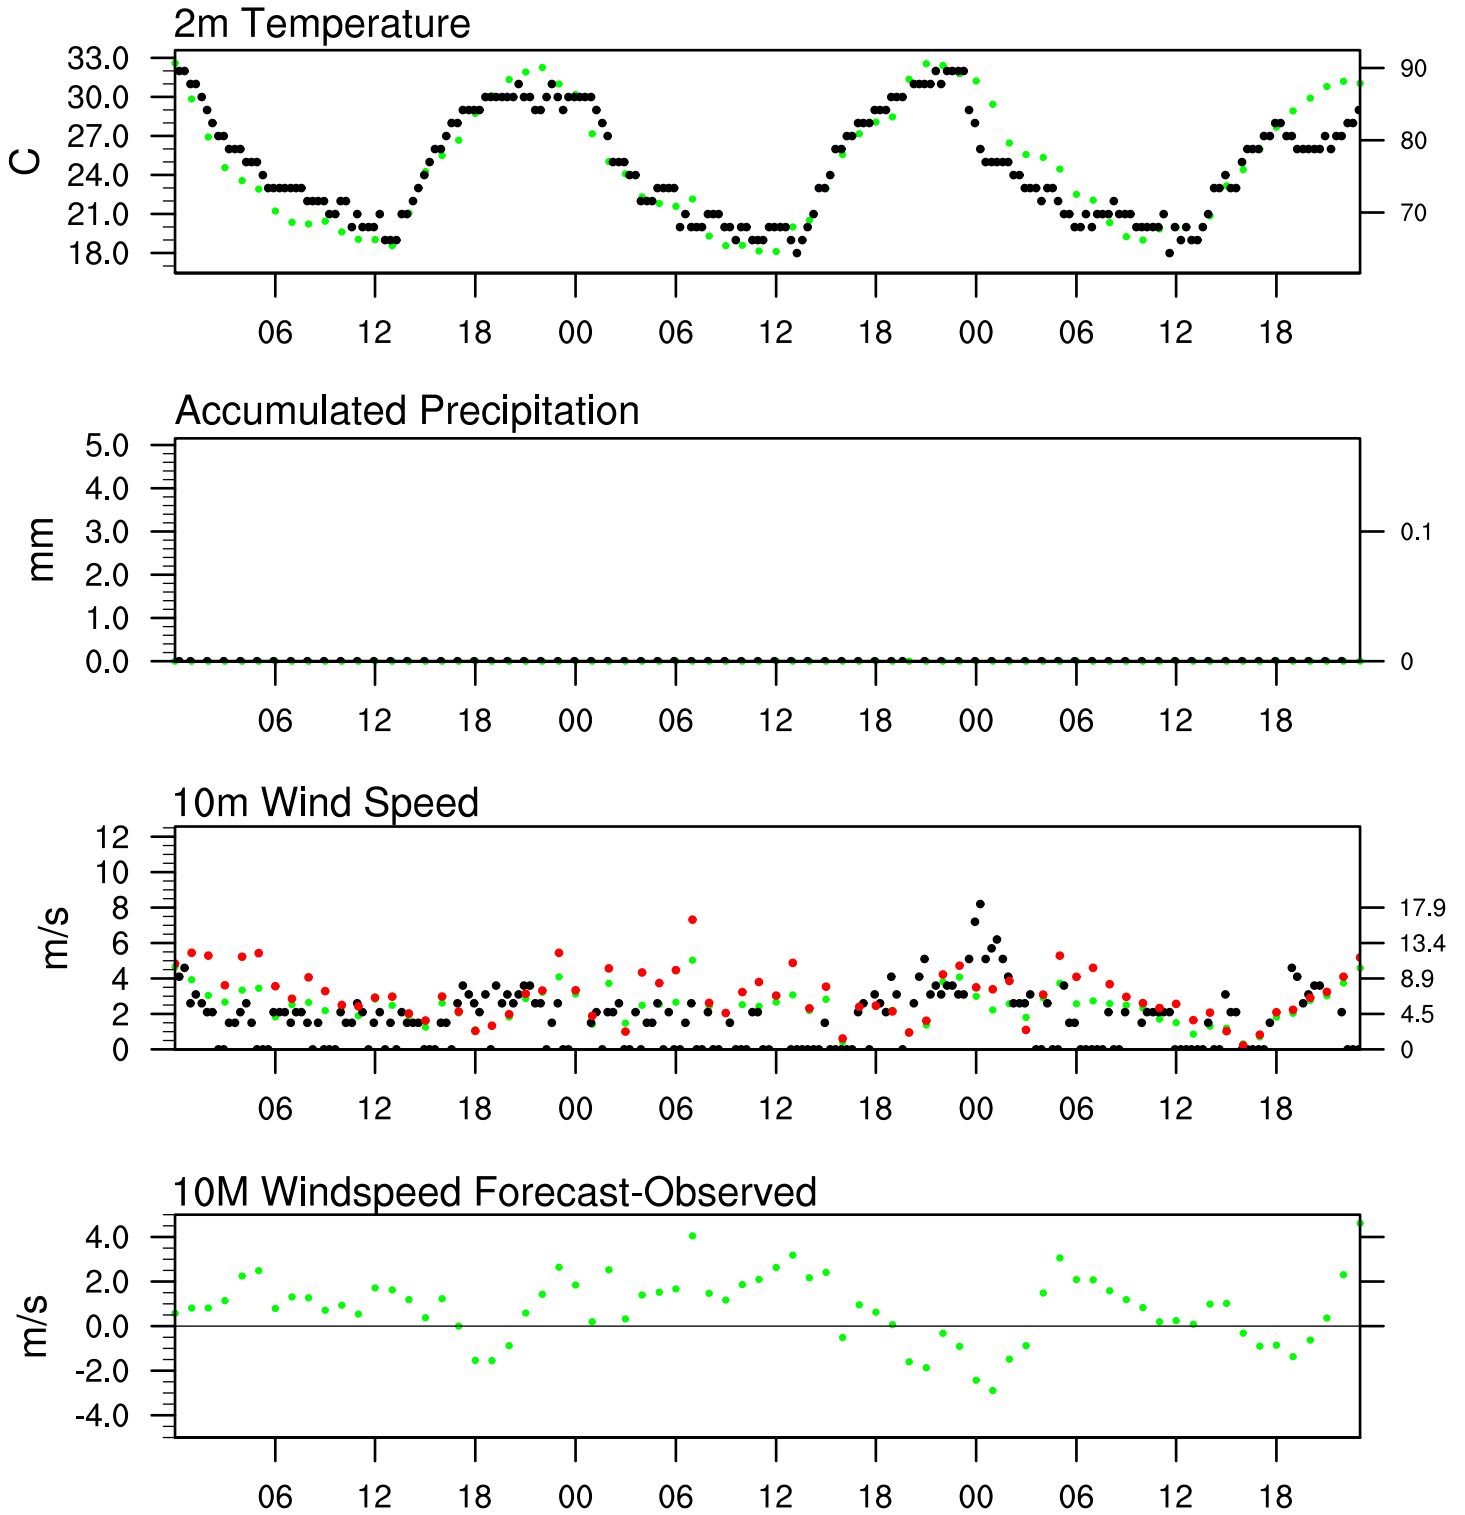 2m Temperature
33.0
30.0
27.0
24.0
21.0
18.0
C
90
80
70
06 12 18 00 06 12 18 00 06 12 18
Accumulated Precipitation
5.0
4.0
3.0
2.0
1.0
0.0
mm
0.1
0
06 12 18 00 06 12 18 00 06 12 18
10m Wind Speed
12
10
8
6
4
2
0
m/s
17.9
13.4
8.9
4.5
0
06 12 18 00 06 12 18 00 06 12 18
10M Windspeed Forecast-Observed
4.0
2.0
0.0
-2.0
-4.0
m/s
06 12 18 00 06 12 18 00 06 12 18